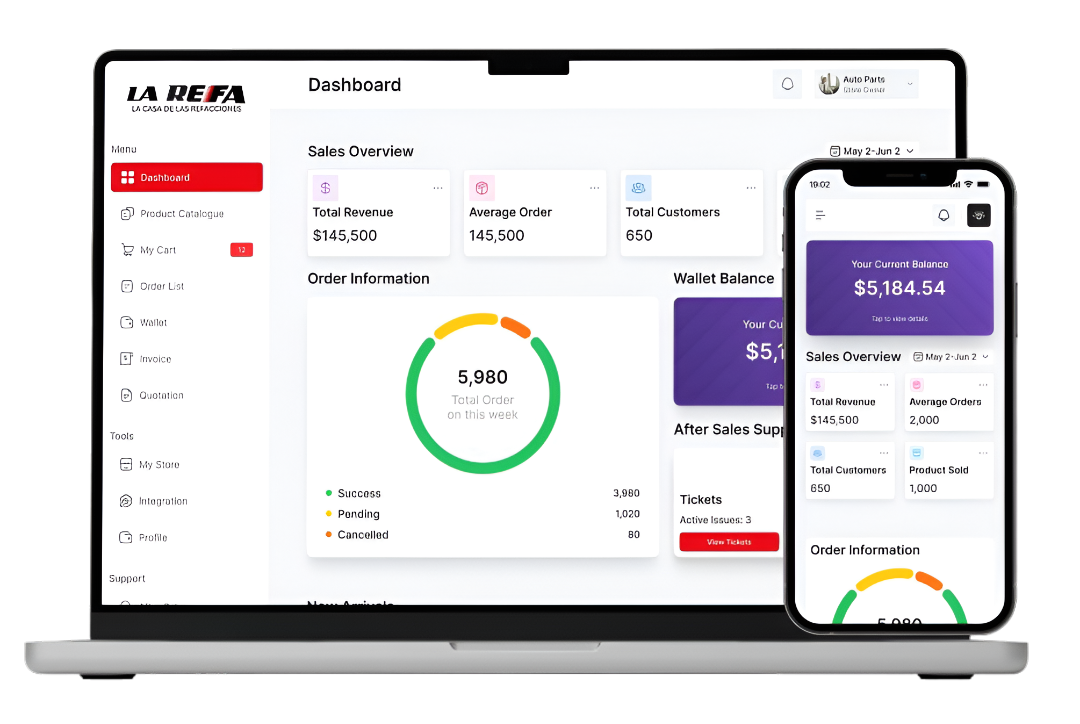 LA REFA
LA CASA DE LAS REFACCIONES
Menu
Dashboard
Product Catalogue
My Cart
12
Order List
Wallet
Invoice
Quotation
Tools
My Store
Integration
Profile
Support
Dashboard
Auto Parts
Sales Overview
May 2-Jun 2
Total Revenue
$145,500
Average Order
145,500
Total Customers
650
Order Information
5,980
Total Order
on this week
Success
3,980
Pending
1,020
Cancelled
80
Wallet Balance
Your Cu
$5,1
Tap to
After Sales Supp
Tickets
Active Issues: 3
View Tickets
New Arrivals
19:02
Your Current Balance
$5,184.54
Tap to view details
Sales Overview
May 2-Jun 2
Total Revenue
$145,500
Average Orders
2,000
Total Customers
650
Product Sold
1,000
Order Information
5,980